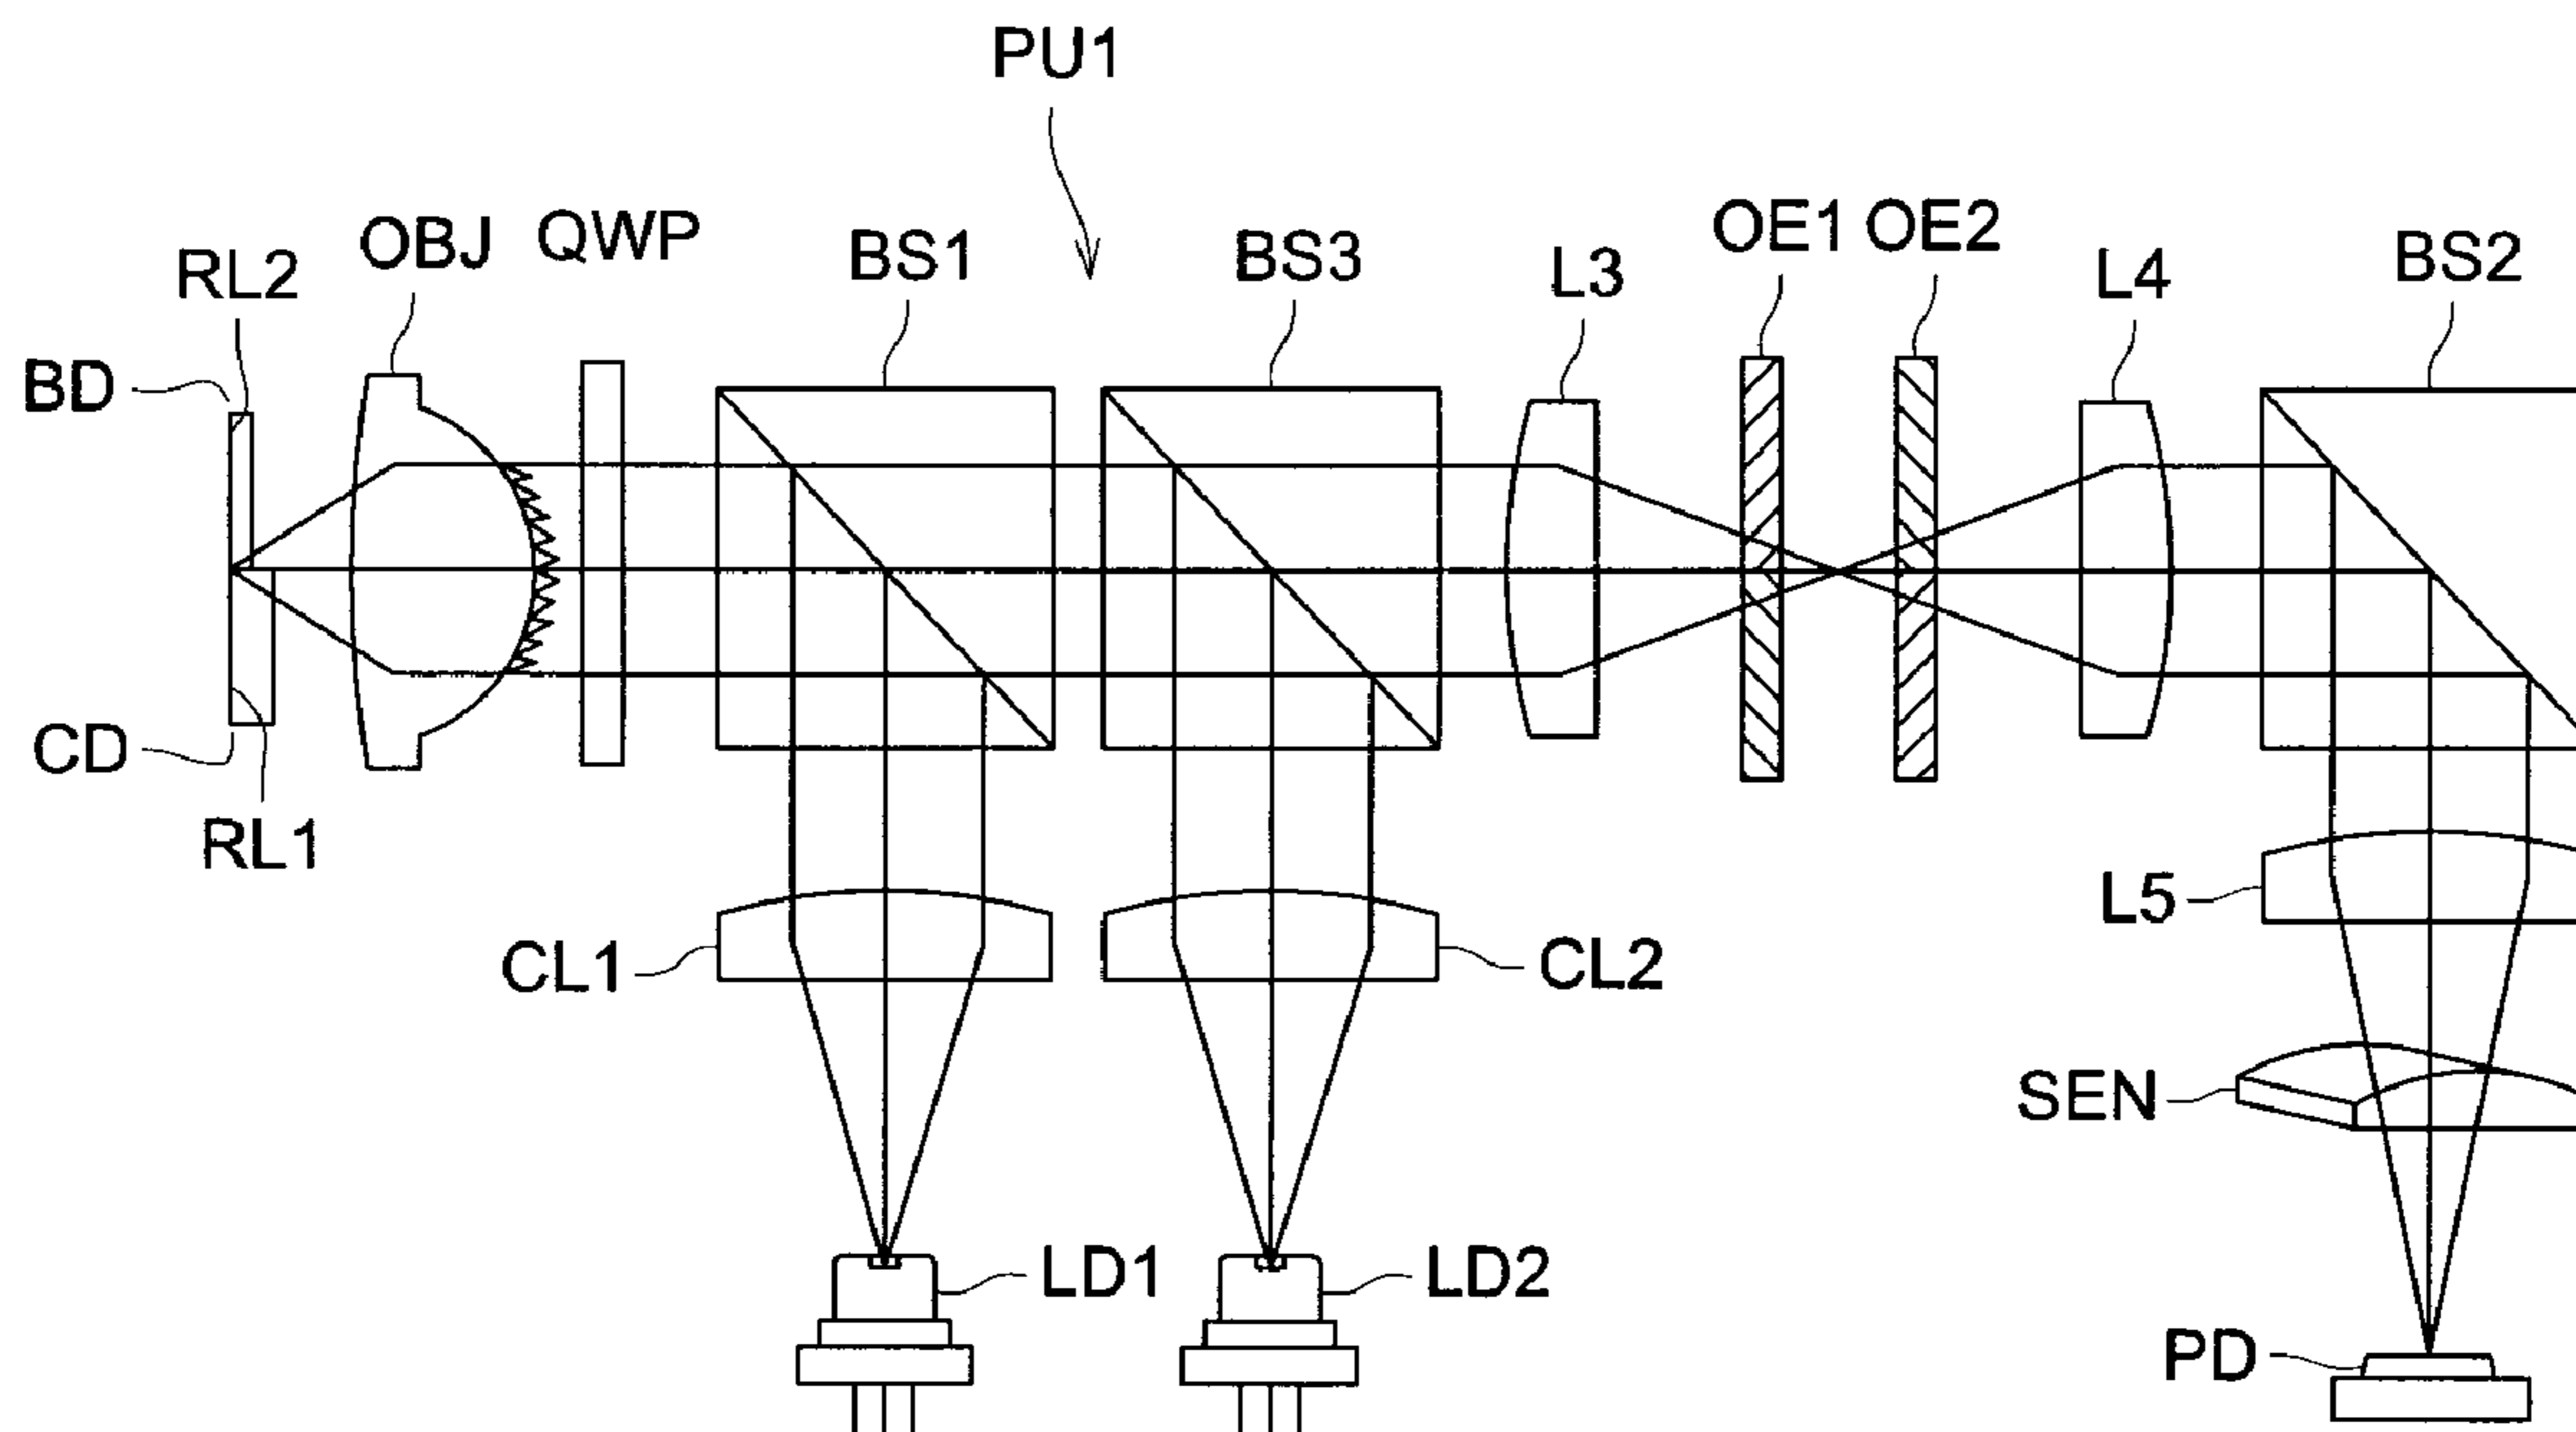 PU1
RL2
OBJ
QWP
BS1
BS3
L3
OE1
OE2
L4
BS2
BD
CD
RL1
CL1
CL2
L5
SEN
LD1
LD2
PD